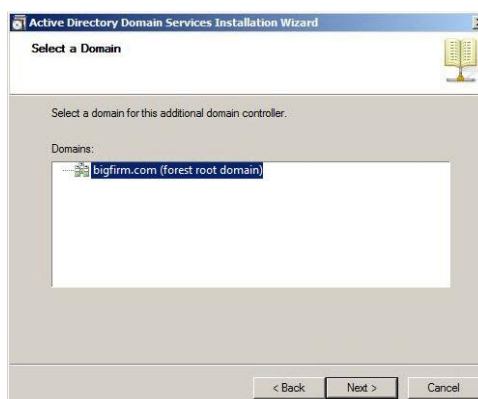 Active Directory Domain Services Installation Wizard
Select a Domain
Select a domain for this additional domain controller.
Domains:
bigfirm.com (forest root domain)
< Back
Next >
Cancel